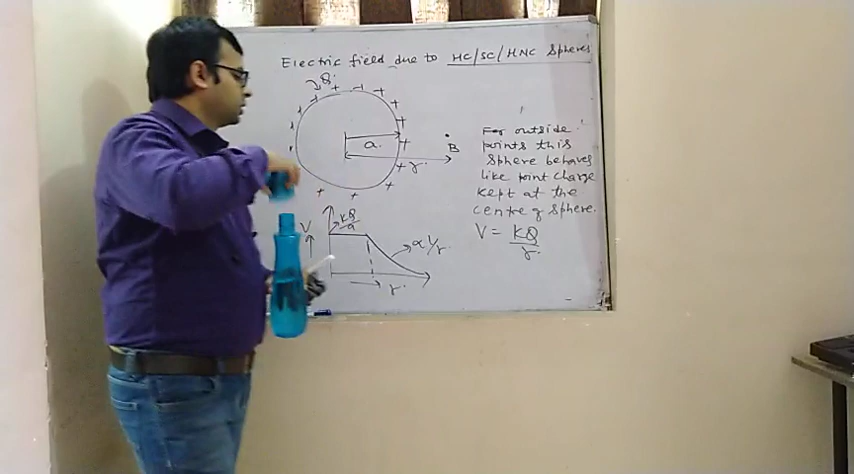 Electric field due to HC/SC/HNC Spheres
Q
a
r
B
For outside
points this
Sphere behaves
like point charge
kept at the
centre of sphere.
V = kQ
r
kQ
a
V
α 1/r
r